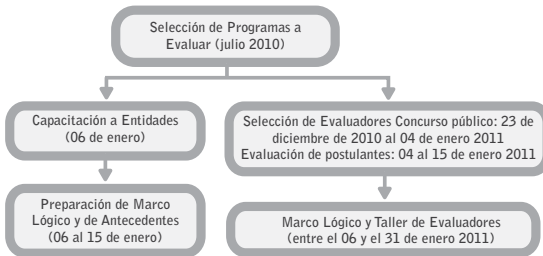 Selección de Programas a
Evaluar (julio 2010)
Capacitación a Entidades
(06 de enero)
Selección de Evaluadores Concurso público: 23 de
diciembre de 2010 al 04 de enero 2011
Evaluación de postulantes: 04 al 15 de enero 2011
Preparación de Marco
Lógico y de Antecedentes
(06 al 15 de enero)
Marco Lógico y Taller de Evaluadores
(entre el 06 y el 31 de enero 2011)